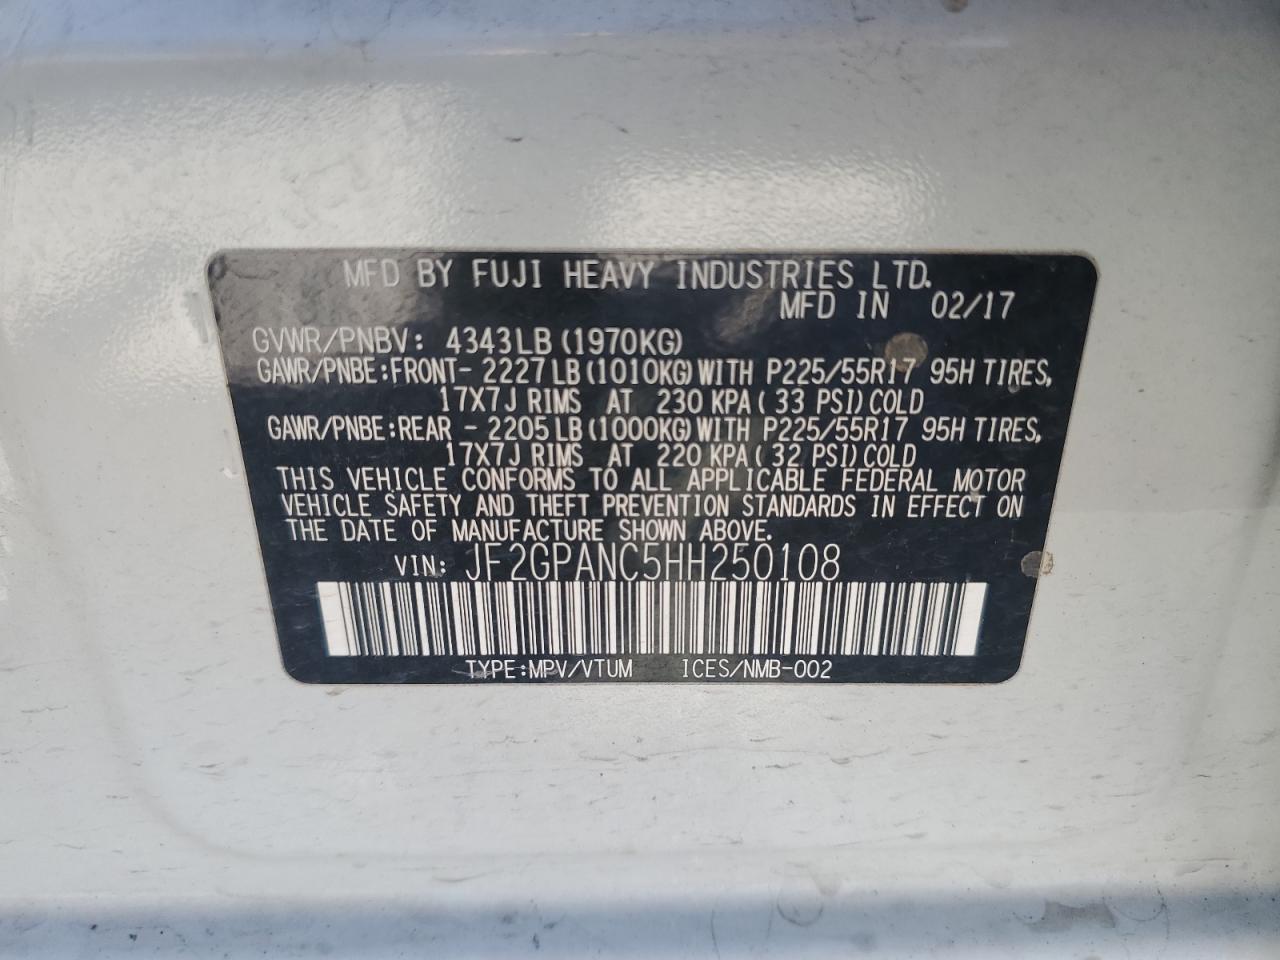 MFD BY FUJI HEAVY INDUSTRIES LTD.
MFD IN 02/17
GVWR/PNBV: 4343LB (1970KG)
GAWR/PNBE:FRONT- 2227LB (1010KG) WITH P225/55R17 95H TIRES,
17X7J RIMS AT 230 KPA ( 33 PSI) COLD
GAWR/PNBE:REAR - 2205LB (1000KG) WITH P225/55R17 95H TIRES,
17X7J RIMS AT 220 KPA ( 32 PSI) COLD
THIS VEHICLE CONFORMS TO ALL APPLICABLE FEDERAL MOTOR
VEHICLE SAFETY AND THEFT PREVENTION STANDARDS IN EFFECT ON
THE DATE OF MANUFACTURE SHOWN ABOVE.
VIN: JF2GPANC5HH250108
TYPE:MPV/VTUM ICES/NMB-002